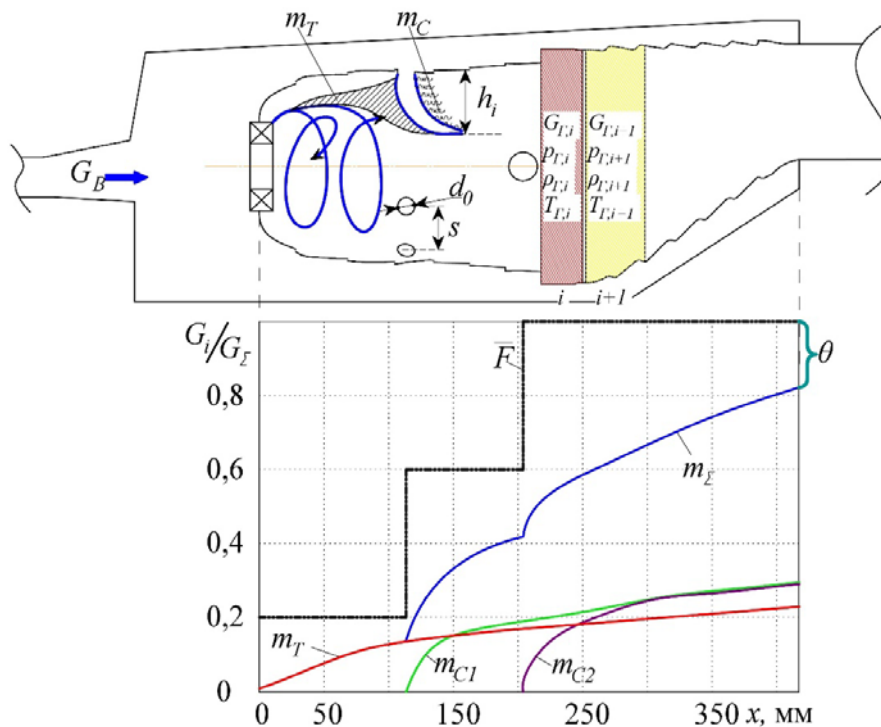 m_T
m_C
h_i
G_B
d_0
s
G_{Г,i} G_{Г,i−1}
p_{Г,i} p_{Г,i+1}
ρ_{Г,i} ρ_{Г,i+1}
T_{Г,i} T_{Г,i−1}
i i+1
G_i/G_Σ
F̅
θ
0,8
0,6
m_Σ
0,4
0,2
m_T
m_{C1}
m_{C2}
0
0 50 150 250 350 x, мм